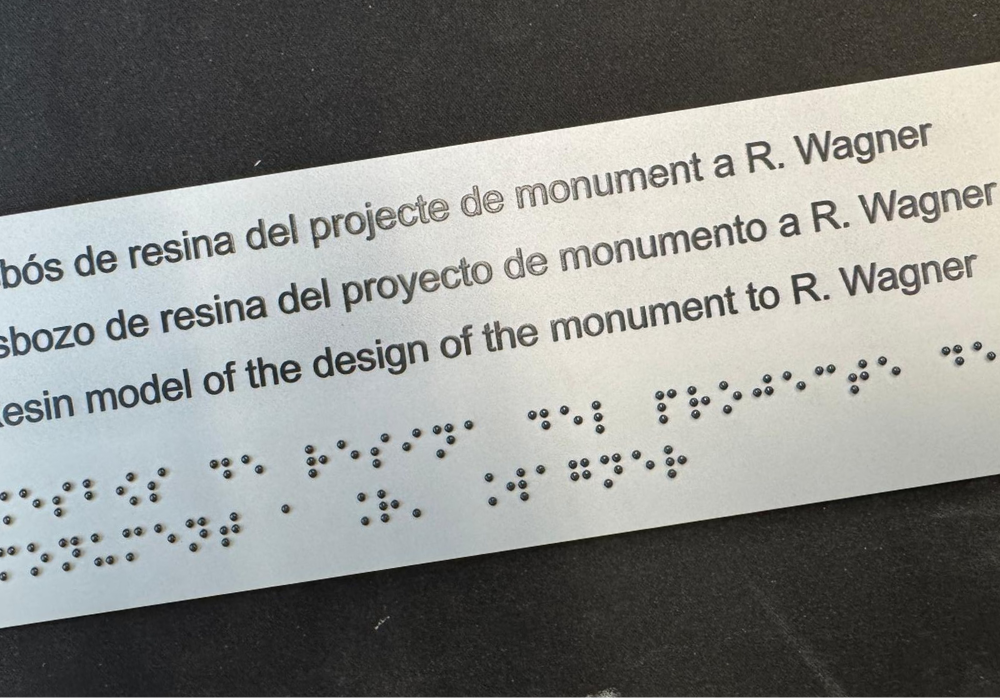 bós de resina del projecte de monument a R. Wagner
sbozo de resina del proyecto de monumento a R. Wagner
esin model of the design of the monument to R. Wagner
⠑⠎⠃⠬⠎ ⠙⠑ ⠗⠑⠎⠊⠝⠁ ⠙⠑⠇ ⠏⠗⠕⠚⠑⠉⠞⠑ ⠙⠑
⠍⠕⠝⠥⠍⠑⠝⠞ ⠁ ⠨⠗⠄ ⠨⠺⠁⠛⠝⠑⠗